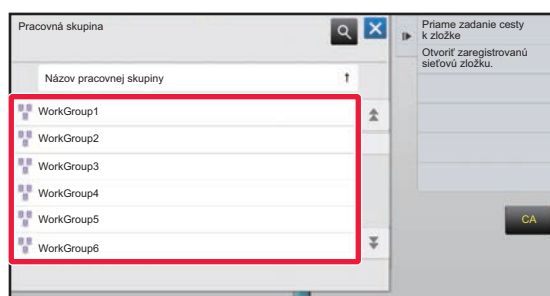 Pracovná skupina
Názov pracovnej skupiny
WorkGroup1
WorkGroup2
WorkGroup3
WorkGroup4
WorkGroup5
WorkGroup6
Priame zadanie cesty
k zložke
Otvoriť zaregistrovanú
sieťovú zložku.
CA